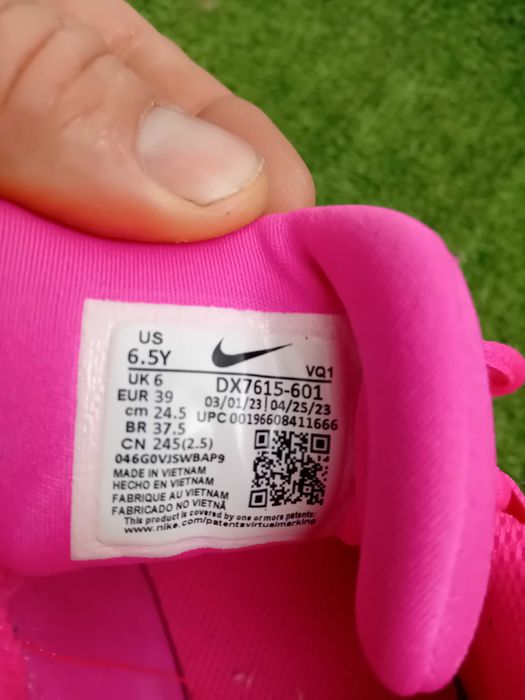 US
6.5Y
VQ1
UK 6
DX7615-601
EUR 39
03/01/23 | 04/25/23
cm 24.5
UPC 00196608411666
BR 37.5
CN 245(2.5)
046G0VJSWBAP9
MADE IN VIETNAM
HECHO EN VIETNAM
FABRIQUE AU VIETNAM
FABRICADO NO VIETNÃ
This product is covered by one or more patents:
www.nike.com/patentsvirtualmarking